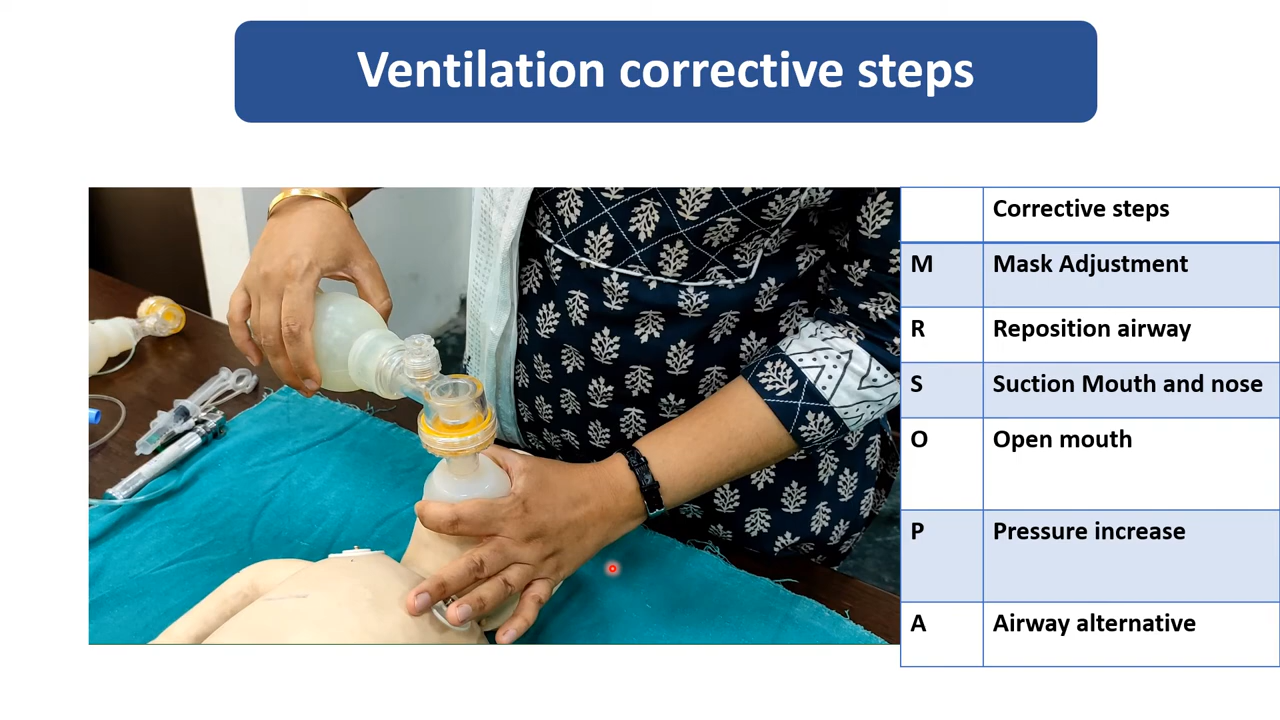 Ventilation corrective steps
Corrective steps
M Mask Adjustment
R Reposition airway
S Suction Mouth and nose
O Open mouth
P Pressure increase
A Airway alternative